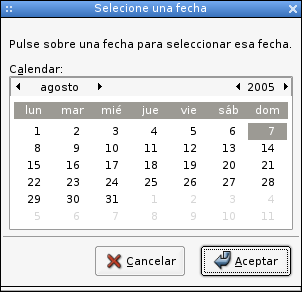 Selecione una fecha
Pulse sobre una fecha para seleccionar esa fecha.
Calendar:
agosto 2005
lun mar mié jue vie sáb dom
1 2 3 4 5 6 7
8 9 10 11 12 13 14
15 16 17 18 19 20 21
22 23 24 25 26 27 28
29 30 31 1 2 3 4
5 6 7 8 9 10 11
Cancelar Aceptar